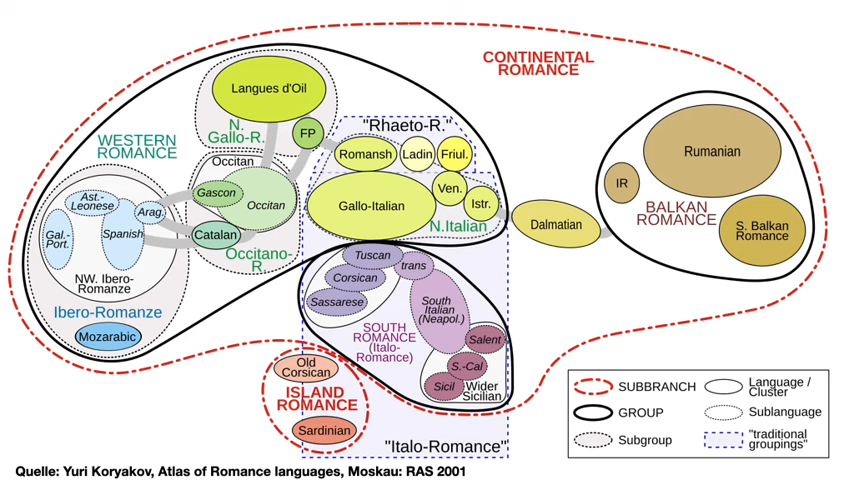 CONTINENTAL
ROMANCE
Langues d'Oil
"Rhaeto-R."
WESTERN
ROMANCE
N.
Gallo-R.
FP
Occitan
Romansh
Ladin
Friul.
Rumanian
Gascon
Occitan
Ven.
IR
Ast.-
Leonese
Arag.
Gallo-Italian
Istr.
BALKAN
ROMANCE
Gal.-
Port.
Spanish
Catalan
N.Italian
Dalmatian
S. Balkan
Romance
Occitano-
R.
Tuscan
trans
NW. Ibero-
Romanze
Corsican
Sassarese
South
Italian
(Neapol.)
Ibero-Romanze
Mozarabic
SOUTH
ROMANCE
(Italo-
Romance)
Salent
Old
Corsican
S.-Cal
Sicil
Wider
Sicilian
ISLAND
ROMANCE
Sardinian
"Italo-Romance"
SUBBRANCH
Language /
Cluster
GROUP
Sublanguage
Subgroup
"traditional
groupings"
Quelle: Yuri Koryakov, Atlas of Romance languages, Moskau: RAS 2001